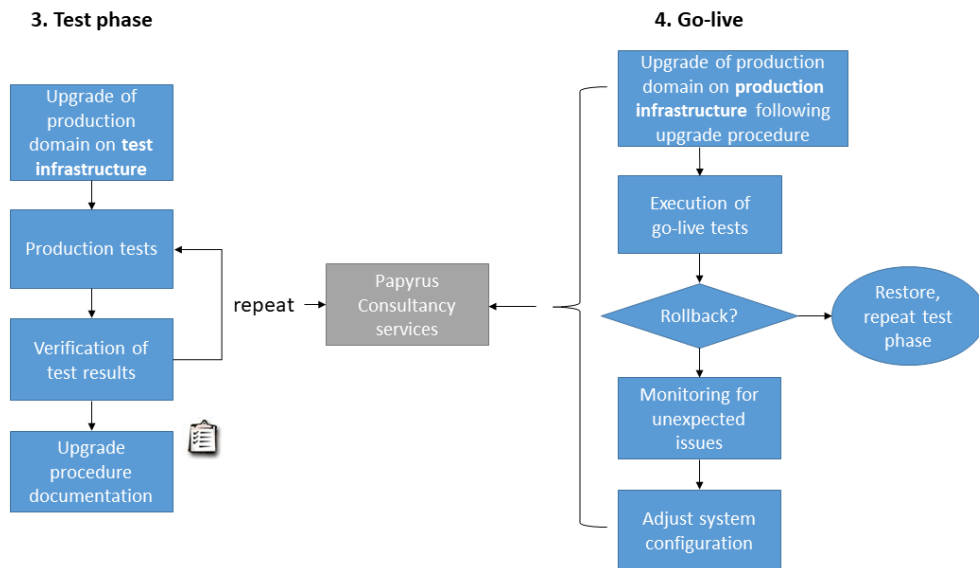 3. Test phase
Upgrade of
production
domain on test
infrastructure
Production tests
Verification of
test results
Upgrade
procedure
documentation
repeat
Papyrus
Consultancy
services
4. Go-live
Upgrade of production
domain on production
infrastructure following
upgrade procedure
Execution of
go-live tests
Rollback?
Restore,
repeat test
phase
Monitoring for
unexpected
issues
Adjust system
configuration